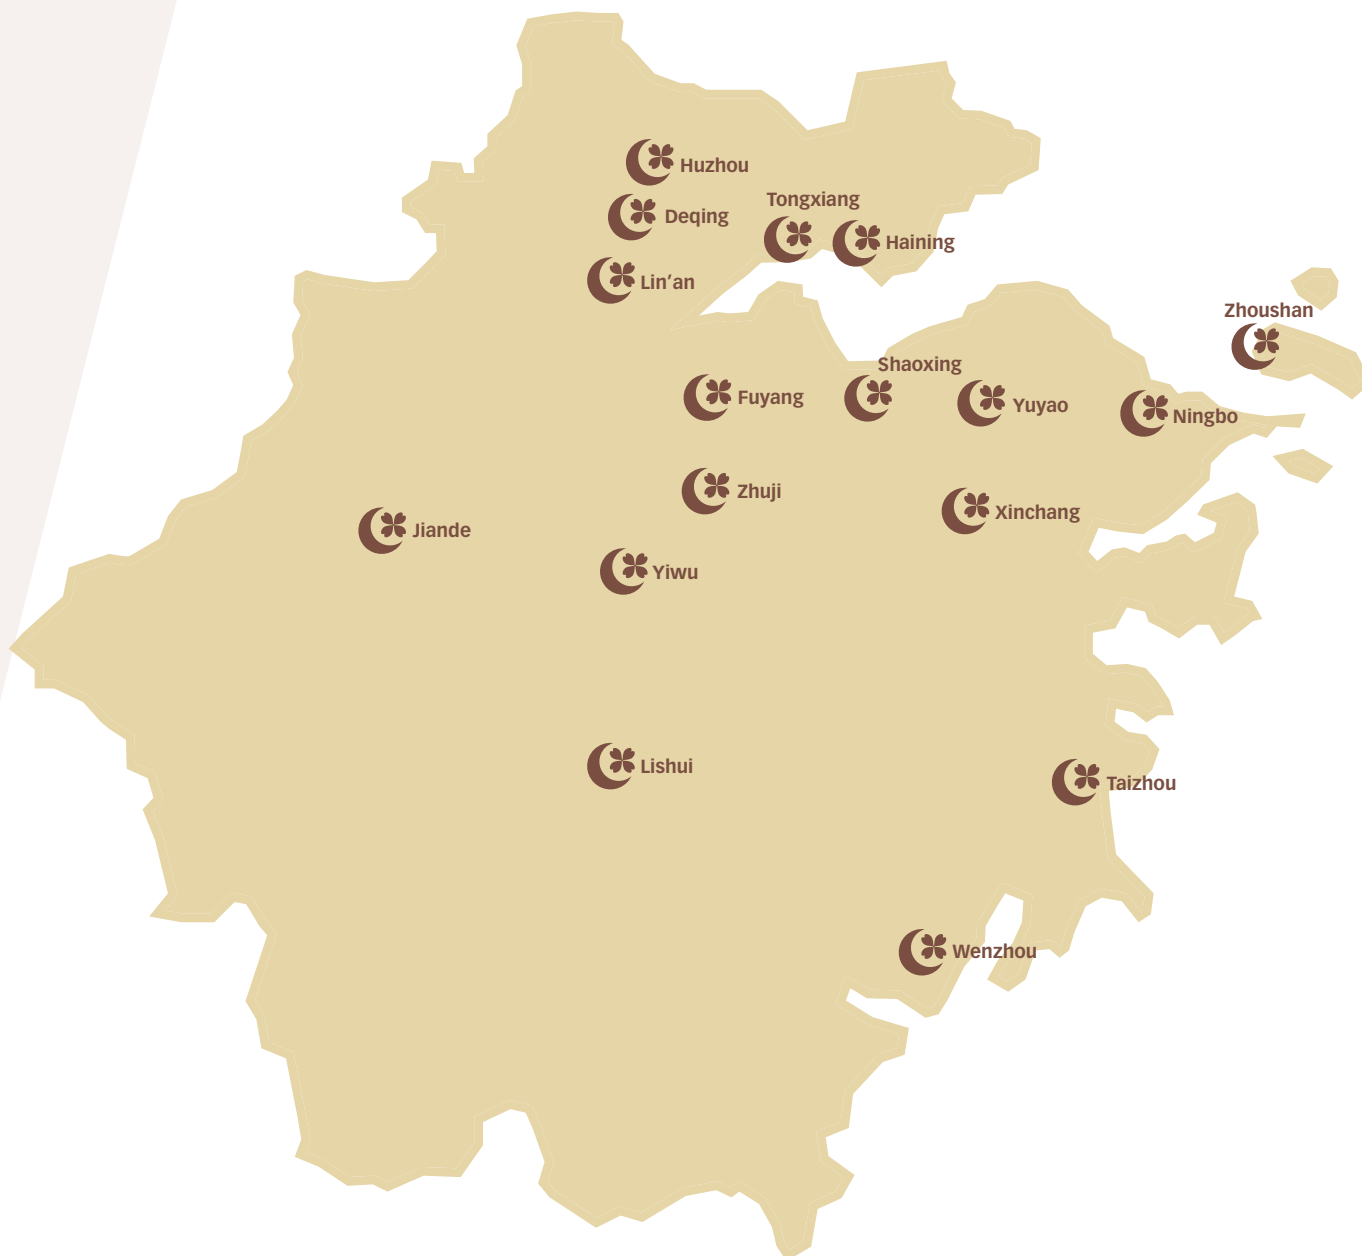 Huzhou
Tongxiang
Deqing
Haining
Lin’an
Zhoushan
Shaoxing
Fuyang
Yuyao
Ningbo
Zhuji
Xinchang
Jiande
Yiwu
Lishui
Taizhou
Wenzhou